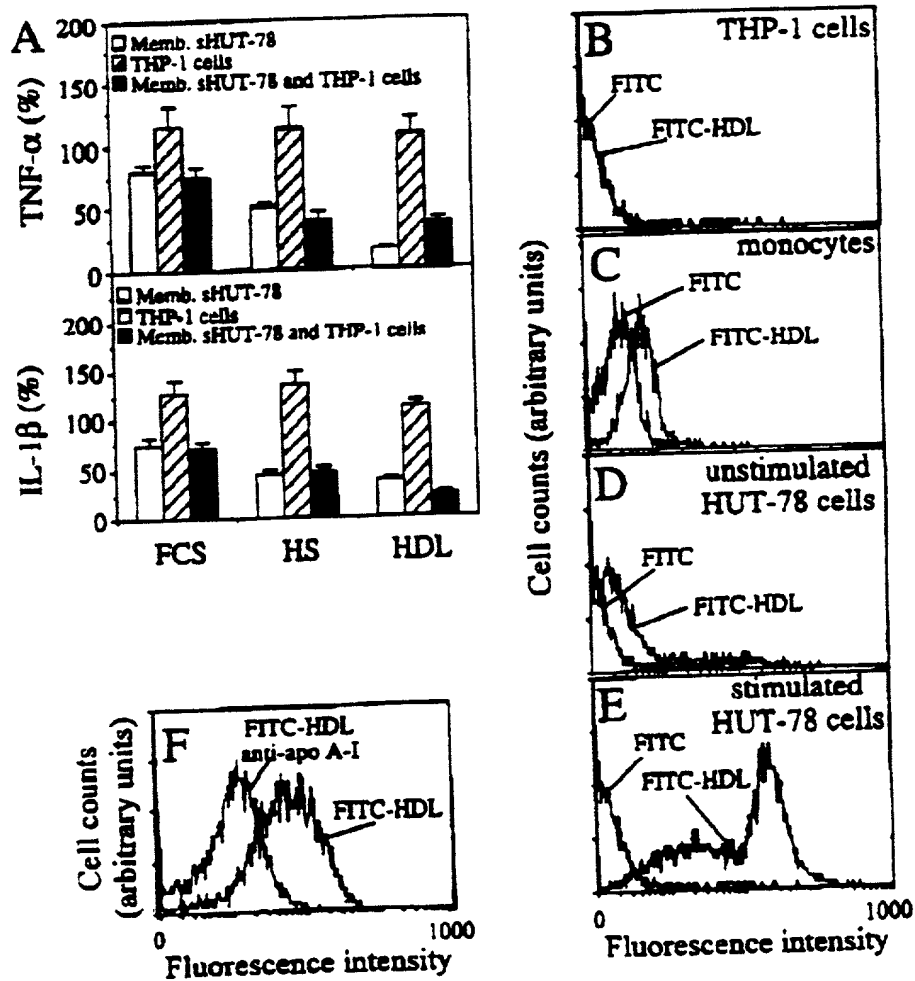 A
TNF-α (%)
200
150
100
50
0
Memb. sHUT-78
THP-1 cells
Memb. sHUT-78 and THP-1 cells
IL-1β (%)
200
150
100
50
0
Memb. sHUT-78
THP-1 cells
Memb. sHUT-78 and THP-1 cells
FCS HS HDL
Cell counts (arbitrary units)
B
THP-1 cells
FITC
FITC-HDL
C
monocytes
FITC
FITC-HDL
D
unstimulated
HUT-78 cells
FITC
FITC-HDL
E
stimulated
HUT-78 cells
FITC
FITC-HDL
0 1000
Fluorescence intensity
F
Cell counts
(arbitrary units)
FITC-HDL
anti-apo A-I
FITC-HDL
0 1000
Fluorescence intensity